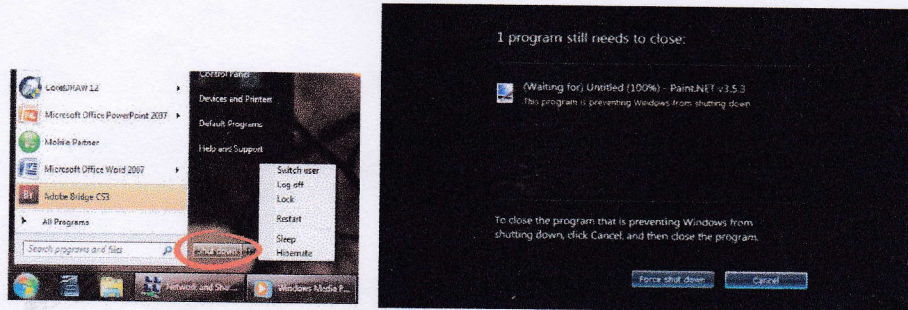 CorelDRAW 12
Microsoft Office PowerPoint 2007
Mobile Partner
Microsoft Office Word 2007
Adobe Bridge CS3
All Programs
Search programs and files
Control Panel
Devices and Printers
Default Programs
Help and Support
Shut down
Switch user
Log off
Lock
Restart
Sleep
Hibernate
Network and Sha...
Windows Media P...
1 program still needs to close:
(Waiting for) Untitled (100%) - Paint.NET v3.5.3
This program is preventing Windows from shutting down
To close the program that is preventing Windows from
shutting down, click Cancel, and then close the program.
Force shut down
Cancel